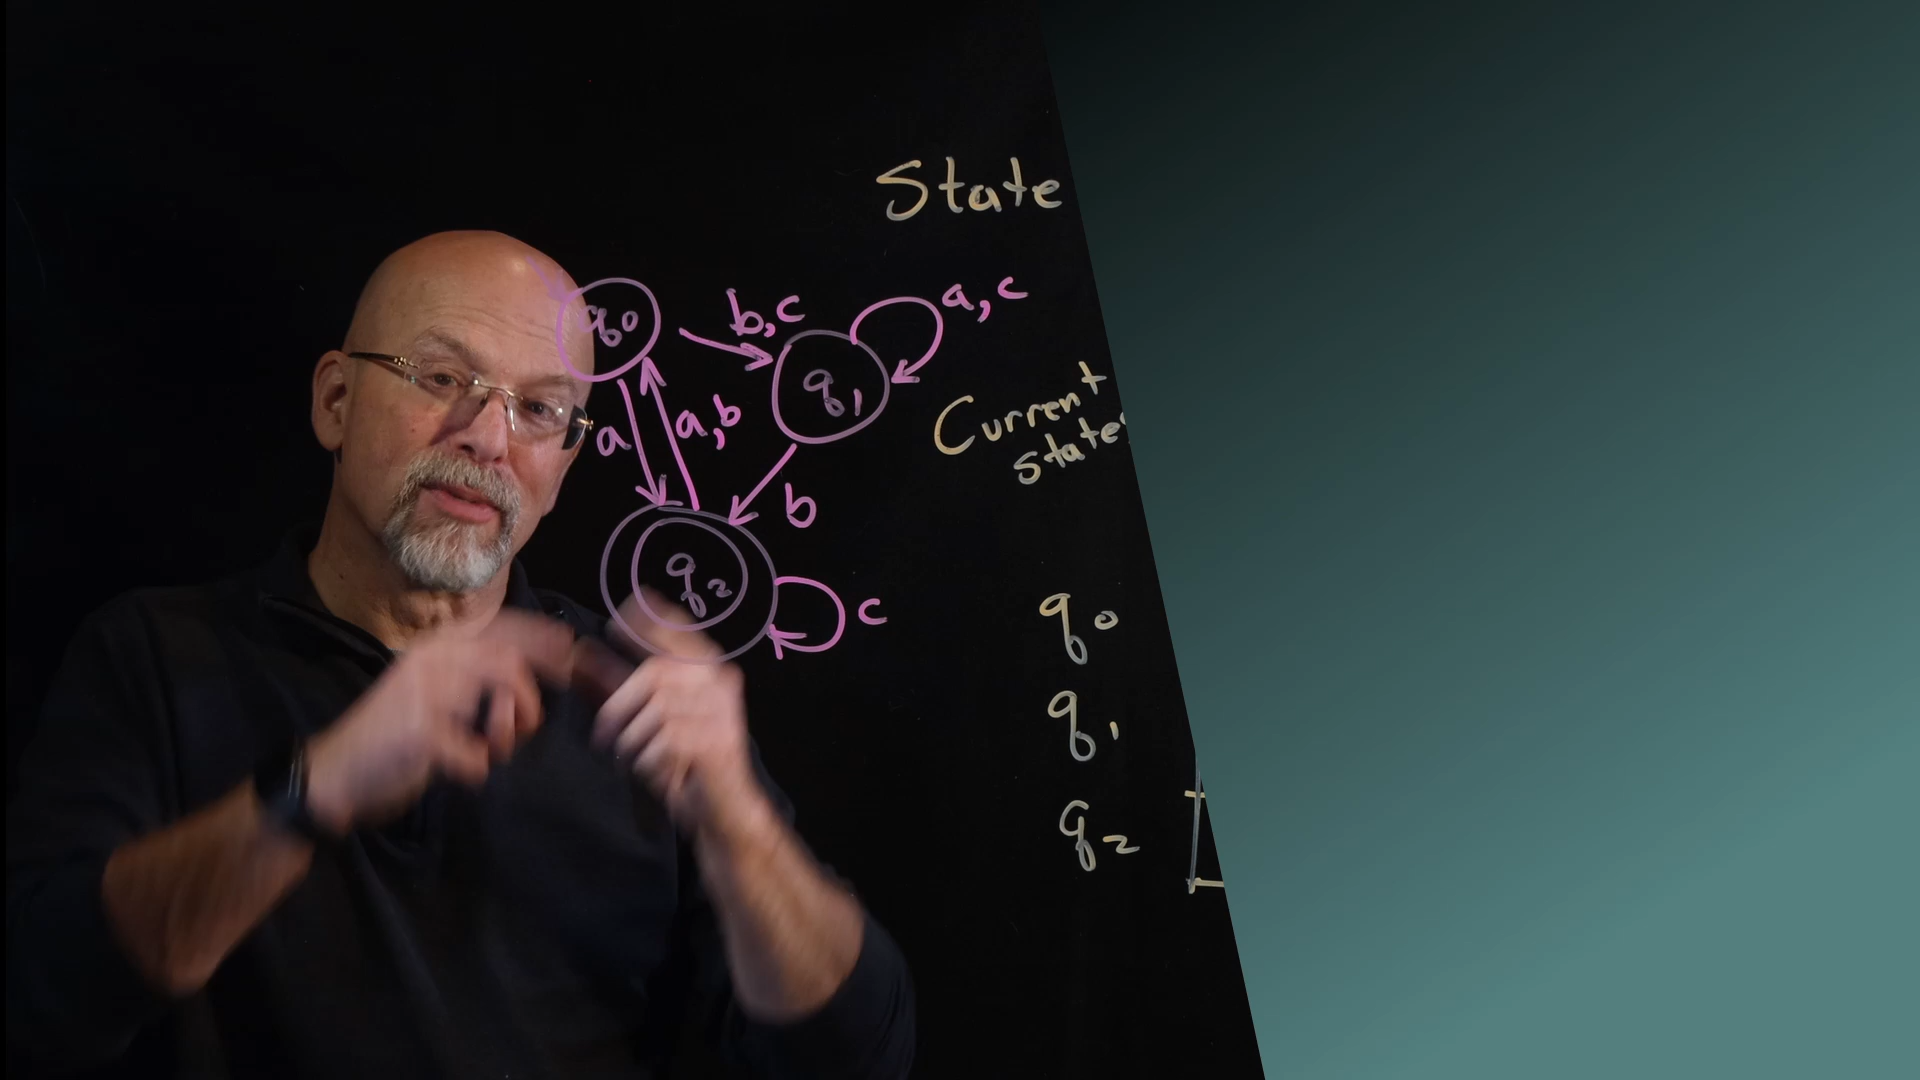 State
q0
b,c
a,c
q1
Current
state
a
a,b
b
q2
c
q0
q1
q2